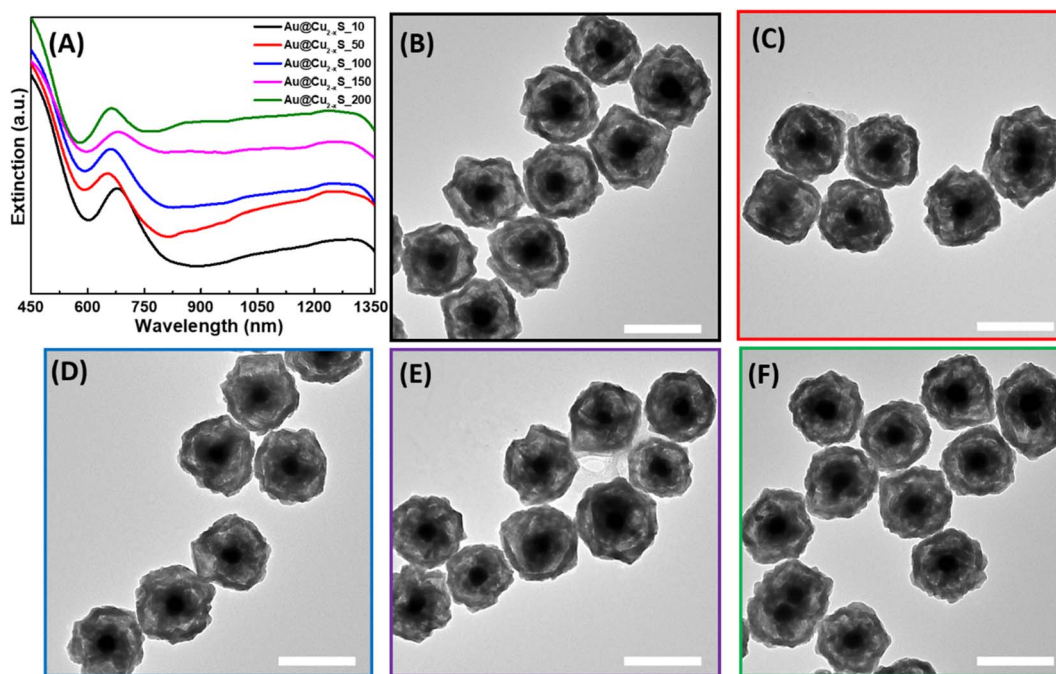 (A)
Au@Cu2-xS_10
Au@Cu2-xS_50
Au@Cu2-xS_100
Au@Cu2-xS_150
Au@Cu2-xS_200
Extinction (a.u.)
450 600 750 900 1050 1200 1350
Wavelength (nm)
(B)
(C)
(D)
(E)
(F)